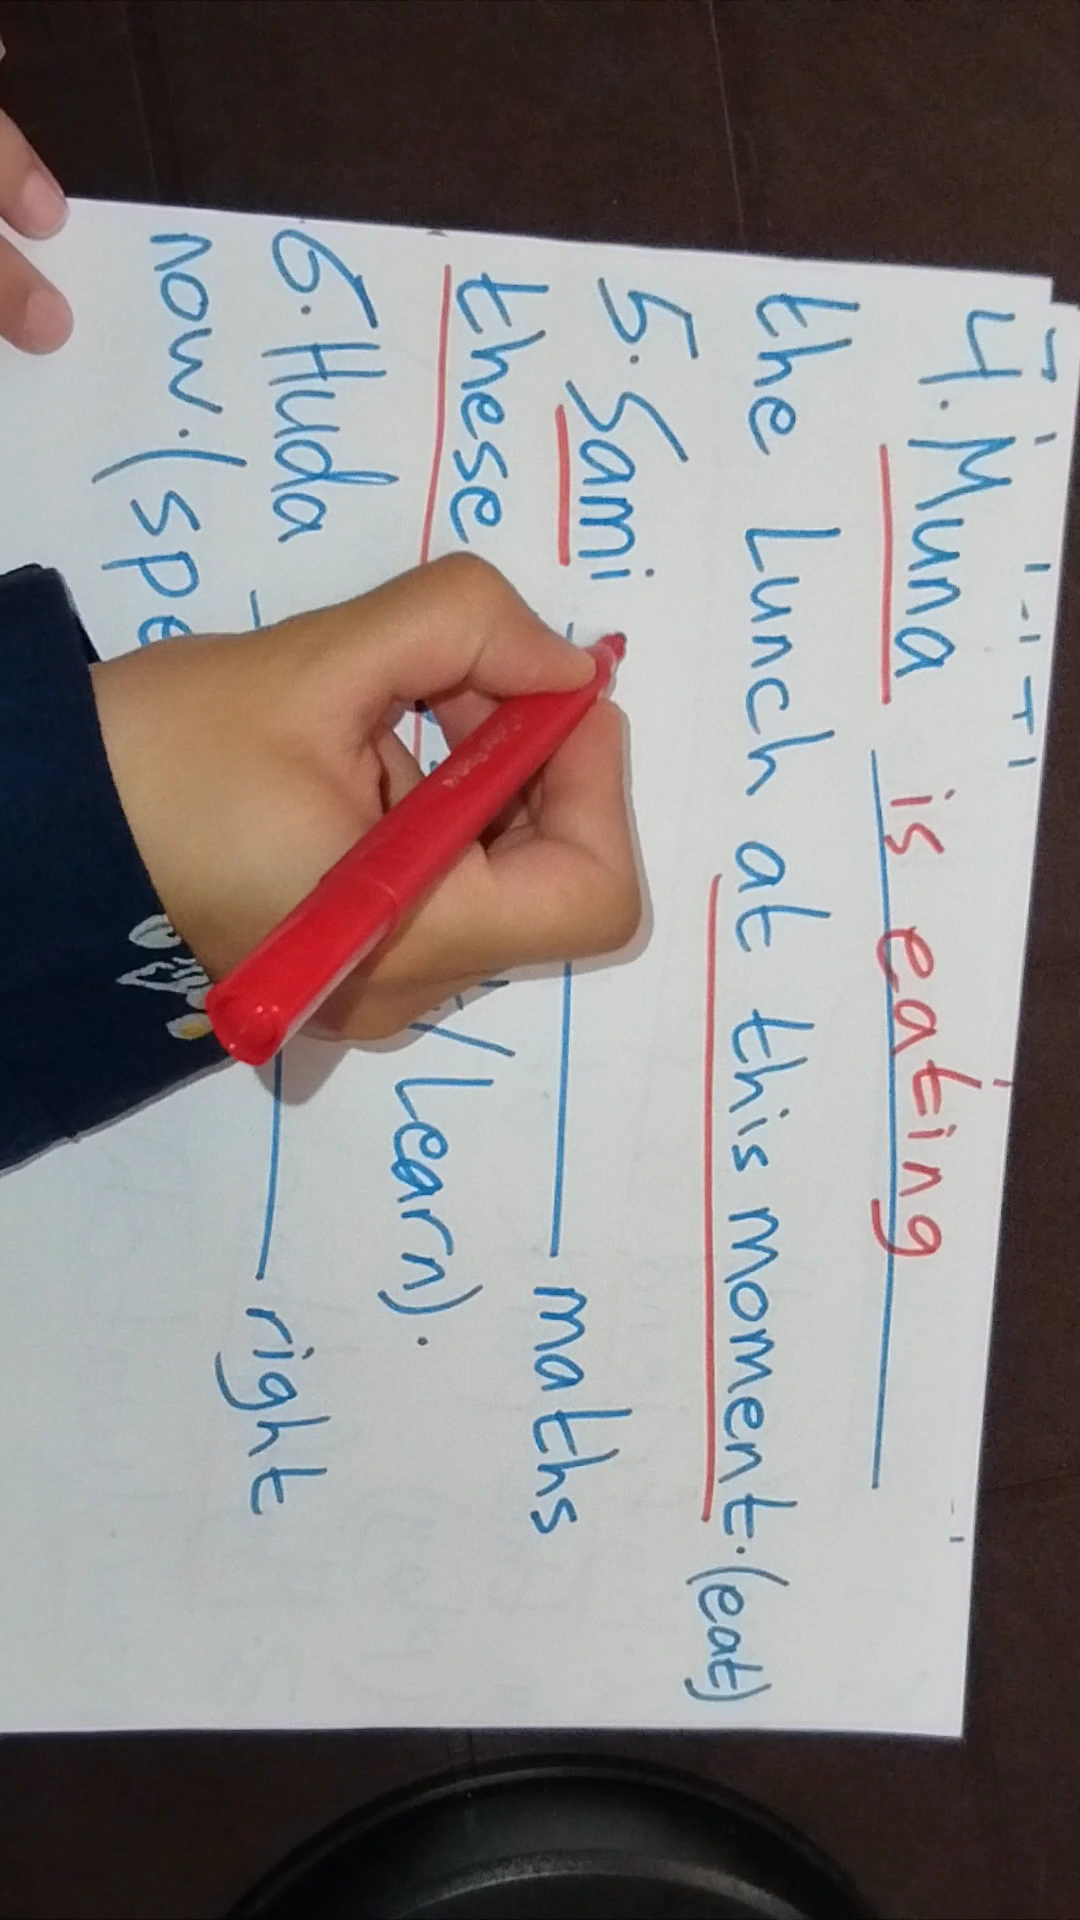 4. Muna is eating
the Lunch at this moment. (eat)
5. Sami maths
these / Learn).
6. Huda right
now. (spe